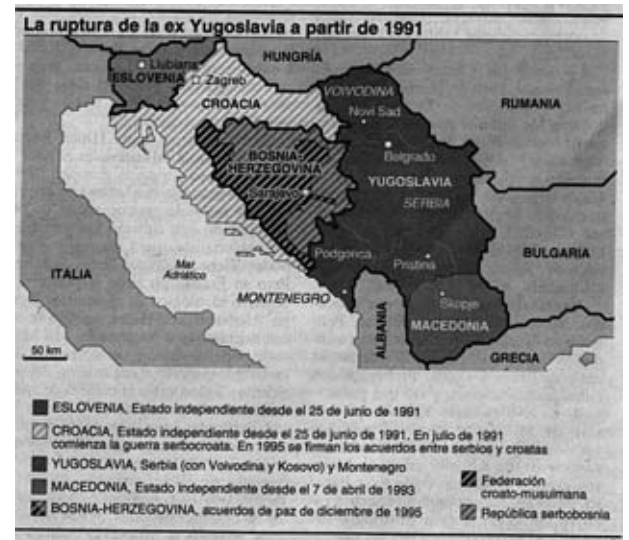 La ruptura de la ex Yugoslavia a partir de 1991
HUNGRÍA
Liubliana
ESLOVENIA
Zagreb
CROACIA
VOIVODINA
Novi Sad
RUMANIA
BOSNIA-
HERZEGOVINA
Belgrado
YUGOSLAVIA
Sarajevo
SERBIA
Podgorica
Pristina
BULGARIA
ITALIA
Mar
Adriático
MONTENEGRO
Skopje
MACEDONIA
ALBANIA
50 km
GRECIA
ESLOVENIA, Estado independiente desde el 25 de junio de 1991
CROACIA, Estado independiente desde el 25 de junio de 1991. En julio de 1991
comienza la guerra serbocroata. En 1995 se firman los acuerdos entre serbios y croatas
YUGOSLAVIA, Serbia (con Voivodina y Kosovo) y Montenegro
MACEDONIA, Estado independiente desde el 7 de abril de 1993
BOSNIA-HERZEGOVINA, acuerdos de paz de diciembre de 1995
Federación
croato-musulmana
República serbobosnia